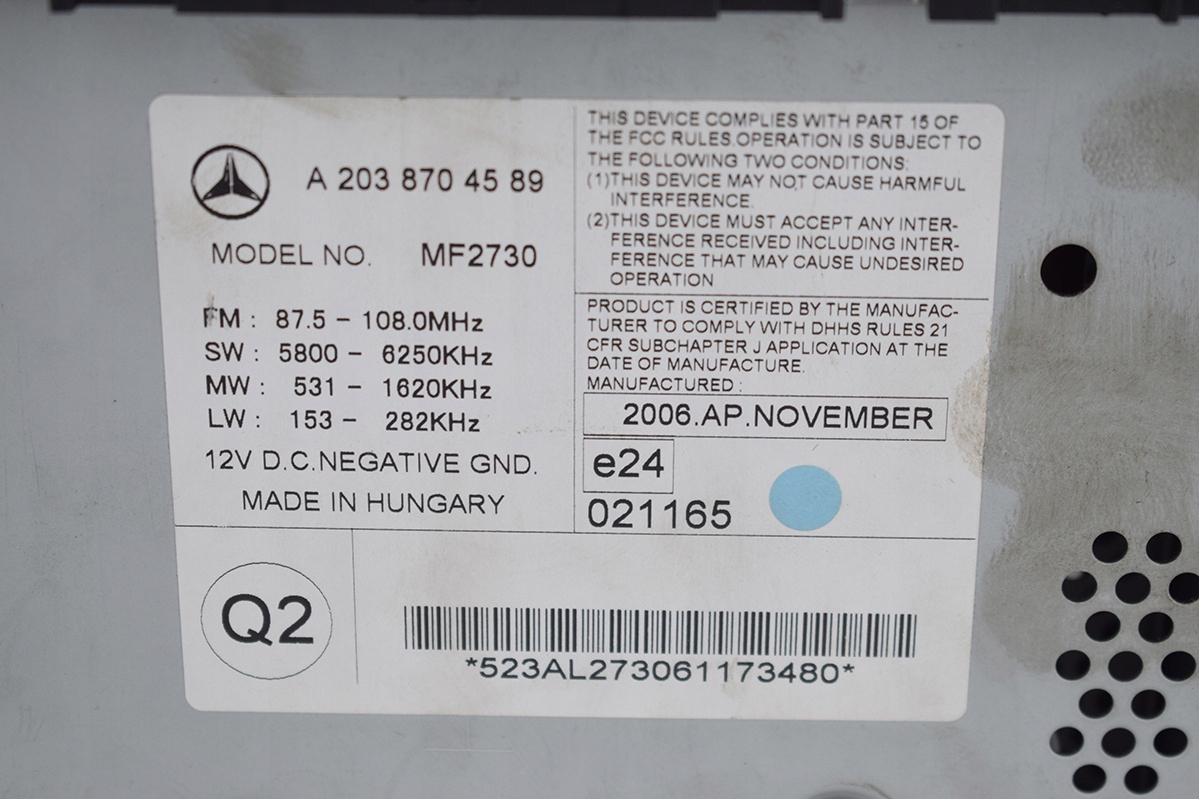 A 203 870 45 89
MODEL NO. MF2730
FM : 87.5 - 108.0MHz
SW : 5800 - 6250KHz
MW : 531 - 1620KHz
LW : 153 - 282KHz
12V D.C.NEGATIVE GND.
MADE IN HUNGARY
THIS DEVICE COMPLIES WITH PART 15 OF
THE FCC RULES.OPERATION IS SUBJECT TO
THE FOLLOWING TWO CONDITIONS:
(1)THIS DEVICE MAY NOT CAUSE HARMFUL
INTERFERENCE.
(2)THIS DEVICE MUST ACCEPT ANY INTER-
FERENCE RECEIVED INCLUDING INTER-
FERENCE THAT MAY CAUSE UNDESIRED
OPERATION
PRODUCT IS CERTIFIED BY THE MANUFAC-
TURER TO COMPLY WITH DHHS RULES 21
CFR SUBCHAPTER J APPLICATION AT THE
DATE OF MANUFACTURE.
MANUFACTURED :
2006.AP.NOVEMBER
e24
021165
Q2
*523AL273061173480*